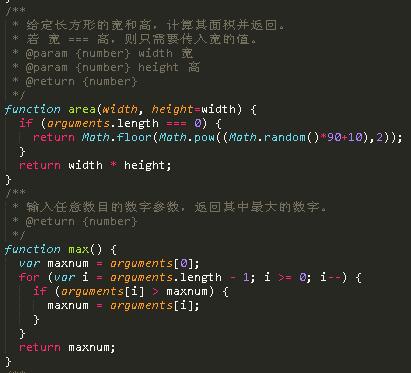 /**
 * 给定长方形的宽和高，计算其面积并返回。
 * 若 宽 === 高，则只需要传入宽的值。
 * @param {number} width 宽
 * @param {number} height 高
 * @return {number}
 */
function area(width, height=width) {
  if (arguments.length === 0) {
    return Math.floor(Math.pow((Math.random()*90+10),2));
  }
  return width * height;
}
/**
 * 输入任意数目的数字参数，返回其中最大的数字。
 * @return {number}
 */
function max() {
  var maxnum = arguments[0];
  for (var i = arguments.length - 1; i >= 0; i--) {
    if (arguments[i] > maxnum) {
      maxnum = arguments[i];
    }
  }
  return maxnum;
}
/**